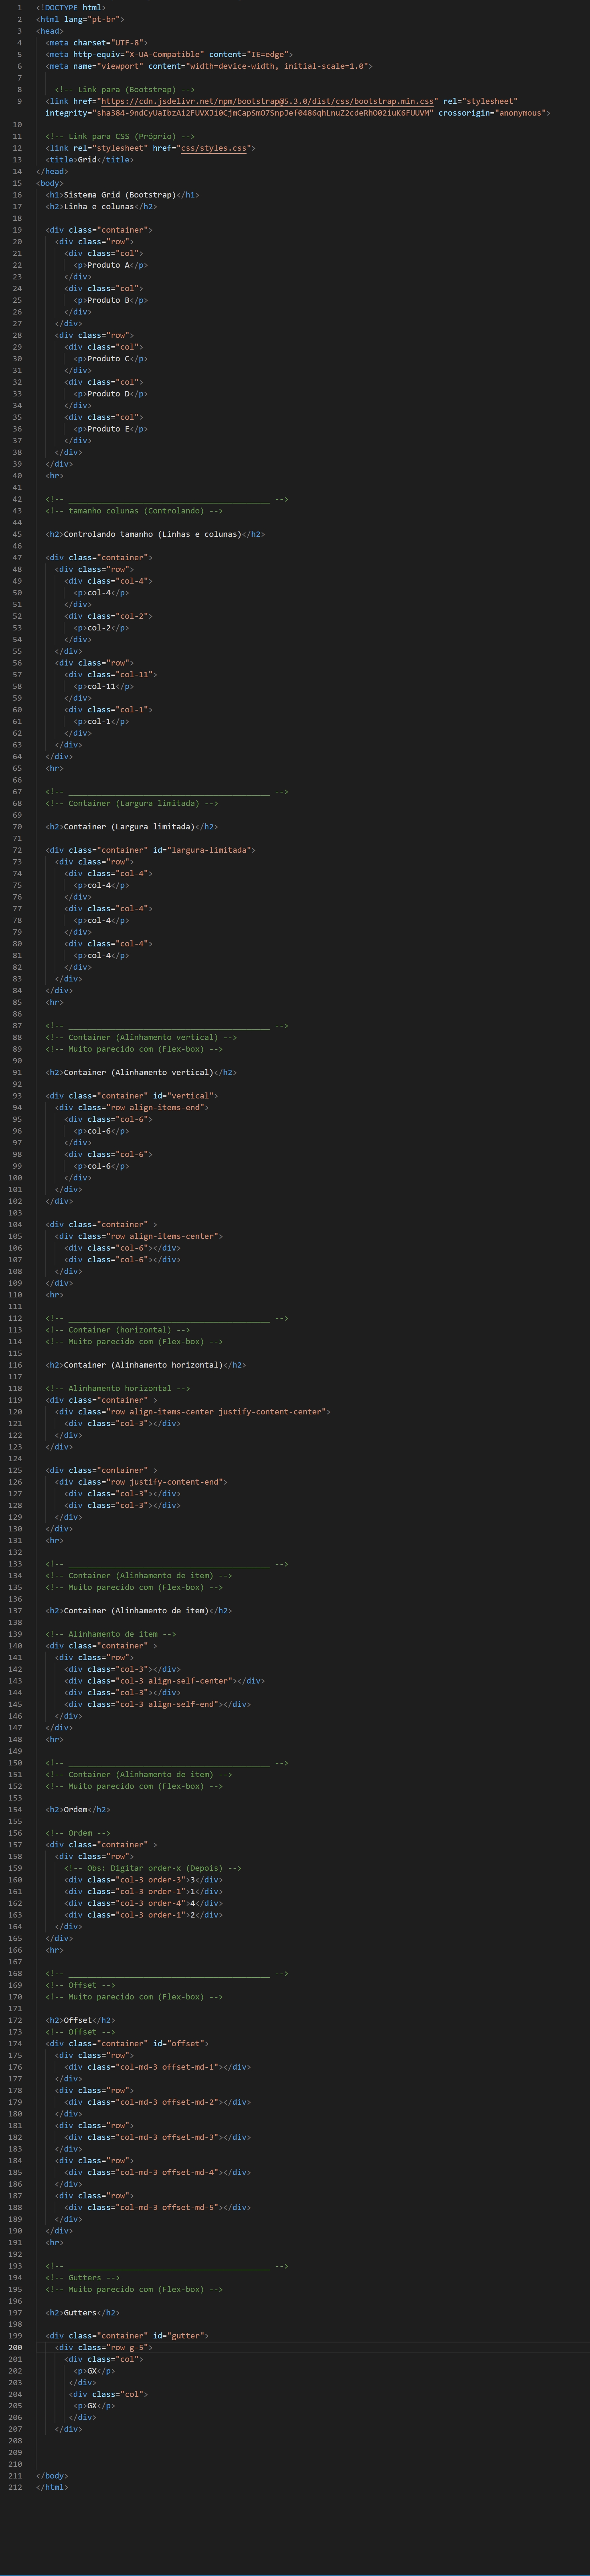 1 <!DOCTYPE html>
2 <html lang="pt-br">
3 <head>
4 <meta charset="UTF-8">
5 <meta http-equiv="X-UA-Compatible" content="IE=edge">
6 <meta name="viewport" content="width=device-width, initial-scale=1.0">
7
8 <!-- Link para (Bootstrap) -->
9 <link href="https://cdn.jsdelivr.net/npm/bootstrap@5.3.0/dist/css/bootstrap.min.css" rel="stylesheet"
integrity="sha384-9ndCyUaIbzAi2FUVXJi0CjmCapSmO7SnpJef0486qhLnuZ2cdeRhO02iuK6FUUVM" crossorigin="anonymous">
10
11 <!-- Link para CSS (Próprio) -->
12 <link rel="stylesheet" href="css/styles.css">
13 <title>Grid</title>
14 </head>
15 <body>
16 <h1>Sistema Grid (Bootstrap)</h1>
17 <h2>Linha e colunas</h2>
18
19 <div class="container">
20 <div class="row">
21 <div class="col">
22 <p>Produto A</p>
23 </div>
24 <div class="col">
25 <p>Produto B</p>
26 </div>
27 </div>
28 <div class="row">
29 <div class="col">
30 <p>Produto C</p>
31 </div>
32 <div class="col">
33 <p>Produto D</p>
34 </div>
35 <div class="col">
36 <p>Produto E</p>
37 </div>
38 </div>
39 </div>
40 <hr>
41
42 <!-- ___________________________________________ -->
43 <!-- tamanho colunas (Controlando) -->
44
45 <h2>Controlando tamanho (Linhas e colunas)</h2>
46
47 <div class="container">
48 <div class="row">
49 <div class="col-4">
50 <p>col-4</p>
51 </div>
52 <div class="col-2">
53 <p>col-2</p>
54 </div>
55 </div>
56 <div class="row">
57 <div class="col-11">
58 <p>col-11</p>
59 </div>
60 <div class="col-1">
61 <p>col-1</p>
62 </div>
63 </div>
64 </div>
65 <hr>
66
67 <!-- ___________________________________________ -->
68 <!-- Container (Largura limitada) -->
69
70 <h2>Container (Largura limitada)</h2>
71
72 <div class="container" id="largura-limitada">
73 <div class="row">
74 <div class="col-4">
75 <p>col-4</p>
76 </div>
77 <div class="col-4">
78 <p>col-4</p>
79 </div>
80 <div class="col-4">
81 <p>col-4</p>
82 </div>
83 </div>
84 </div>
85 <hr>
86
87 <!-- ___________________________________________ -->
88 <!-- Container (Alinhamento vertical) -->
89 <!-- Muito parecido com (Flex-box) -->
90
91 <h2>Container (Alinhamento vertical)</h2>
92
93 <div class="container" id="vertical">
94 <div class="row align-items-end">
95 <div class="col-6">
96 <p>col-6</p>
97 </div>
98 <div class="col-6">
99 <p>col-6</p>
100 </div>
101 </div>
102 </div>
103
104 <div class="container" >
105 <div class="row align-items-center">
106 <div class="col-6"></div>
107 <div class="col-6"></div>
108 </div>
109 </div>
110 <hr>
111
112 <!-- ___________________________________________ -->
113 <!-- Container (horizontal) -->
114 <!-- Muito parecido com (Flex-box) -->
115
116 <h2>Container (Alinhamento horizontal)</h2>
117
118 <!-- Alinhamento horizontal -->
119 <div class="container" >
120 <div class="row align-items-center justify-content-center">
121 <div class="col-3"></div>
122 </div>
123 </div>
124
125 <div class="container" >
126 <div class="row justify-content-end">
127 <div class="col-3"></div>
128 <div class="col-3"></div>
129 </div>
130 </div>
131 <hr>
132
133 <!-- ___________________________________________ -->
134 <!-- Container (Alinhamento de item) -->
135 <!-- Muito parecido com (Flex-box) -->
136
137 <h2>Container (Alinhamento de item)</h2>
138
139 <!-- Alinhamento de item -->
140 <div class="container" >
141 <div class="row">
142 <div class="col-3"></div>
143 <div class="col-3 align-self-center"></div>
144 <div class="col-3"></div>
145 <div class="col-3 align-self-end"></div>
146 </div>
147 </div>
148 <hr>
149
150 <!-- ___________________________________________ -->
151 <!-- Container (Alinhamento de item) -->
152 <!-- Muito parecido com (Flex-box) -->
153
154 <h2>Ordem</h2>
155
156 <!-- Ordem -->
157 <div class="container" >
158 <div class="row">
159 <!-- Obs: Digitar order-x (Depois) -->
160 <div class="col-3 order-3">3</div>
161 <div class="col-3 order-1">1</div>
162 <div class="col-3 order-4">4</div>
163 <div class="col-3 order-1">2</div>
164 </div>
165 </div>
166 <hr>
167
168 <!-- ___________________________________________ -->
169 <!-- Offset -->
170 <!-- Muito parecido com (Flex-box) -->
171
172 <h2>Offset</h2>
173 <!-- Offset -->
174 <div class="container" id="offset">
175 <div class="row">
176 <div class="col-md-3 offset-md-1"></div>
177 </div>
178 <div class="row">
179 <div class="col-md-3 offset-md-2"></div>
180 </div>
181 <div class="row">
182 <div class="col-md-3 offset-md-3"></div>
183 </div>
184 <div class="row">
185 <div class="col-md-3 offset-md-4"></div>
186 </div>
187 <div class="row">
188 <div class="col-md-3 offset-md-5"></div>
189 </div>
190 </div>
191 <hr>
192
193 <!-- ___________________________________________ -->
194 <!-- Gutters -->
195 <!-- Muito parecido com (Flex-box) -->
196
197 <h2>Gutters</h2>
198
199 <div class="container" id="gutter">
200 <div class="row g-5">
201 <div class="col">
202 <p>GX</p>
203 </div>
204 <div class="col">
205 <p>GX</p>
206 </div>
207 </div>
208
209
210
211 </body>
212 </html>